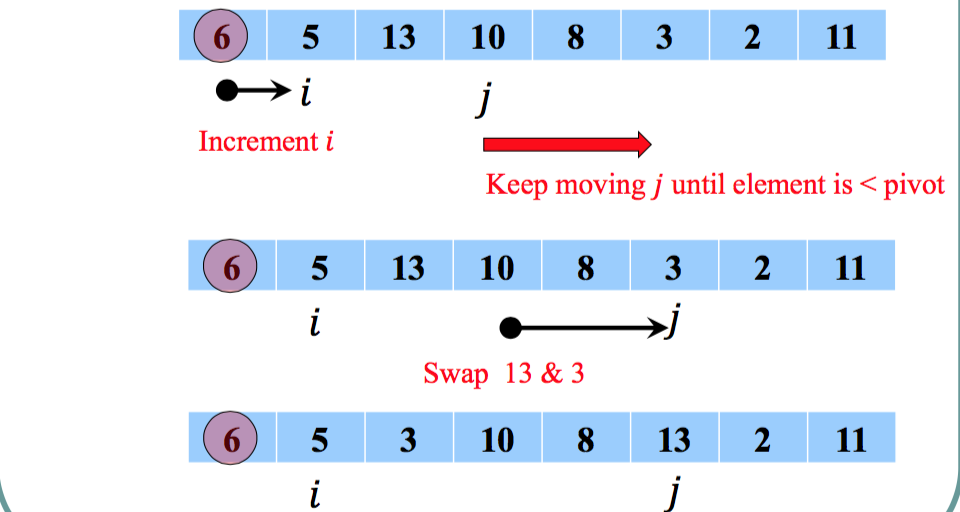 6 5 13 10 8 3 2 11
i j
Increment i
Keep moving j until element is < pivot
6 5 13 10 8 3 2 11
i j
Swap 13 & 3
6 5 3 10 8 13 2 11
i j